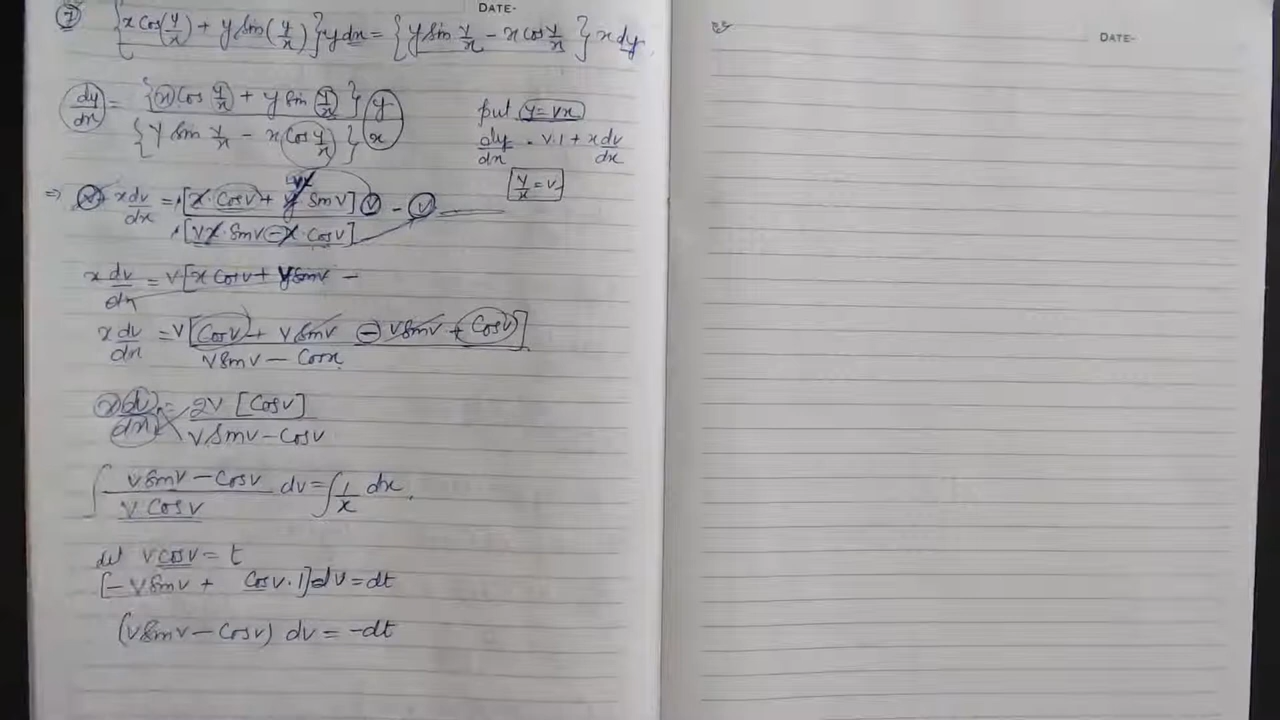 DATE-
⑦ {x cos(y/x) + y sin(y/x)} y dx = {y sin y/x - x cos y/x} x dy
dy/dx = {x cos y/x + y sin y/x} y / {y sin y/x - x cos y/x} x
put y = vx
dy/dx = v.1 + x dv/dx
y/x = v
⇒ v + x dv/dx = [x. cos v + vx sin v] v / [vx. sin v - x. cos v] - v
x dv/dx = v [x cos v + v sin v -
x dv/dx = v [cos v + v sin v - v sin v + cos v] / v sin v - cos x
x dv/dx = 2v [cos v] / v sin v - cos v
∫ v sin v - cos v / v cos v dv = ∫ 1/x dx.
let v cos v = t
[- v sin v + cos v . 1] dv = dt
(v sin v - cos v) dv = -dt
DATE-